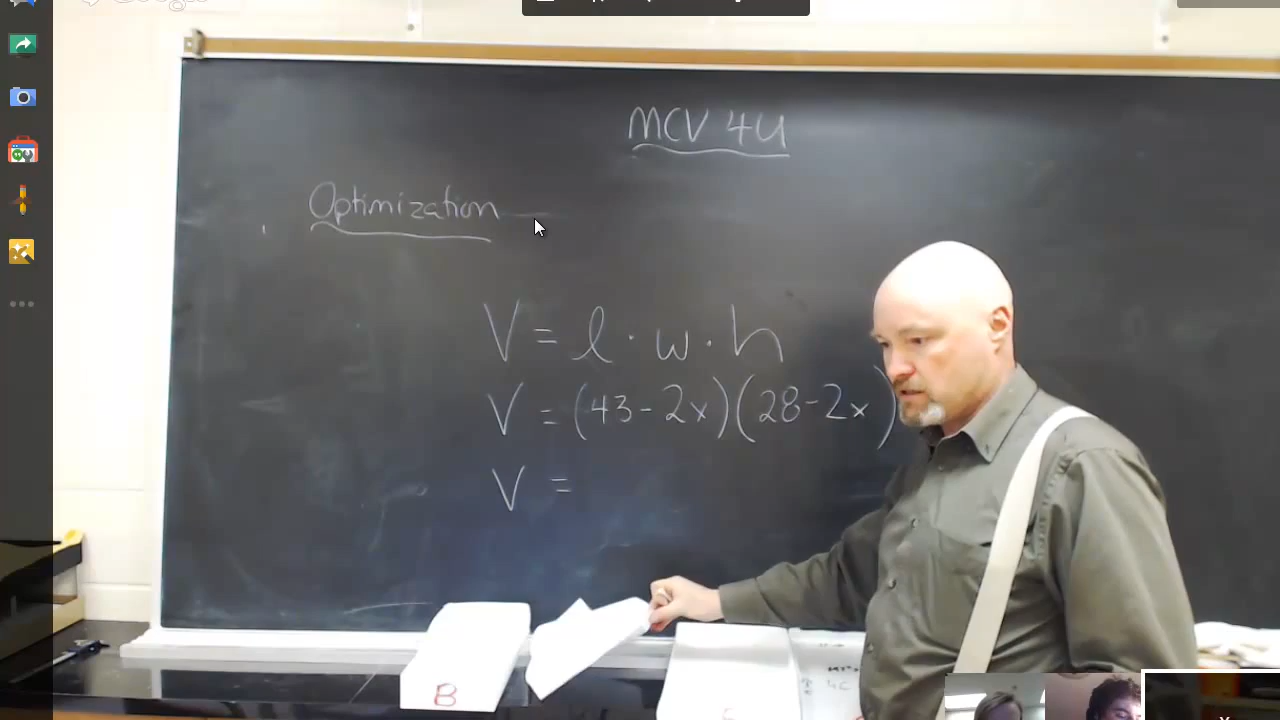 MCV 4U
Optimization
V = l · w · h
V = (43 - 2x)(28 - 2x)
V =
B